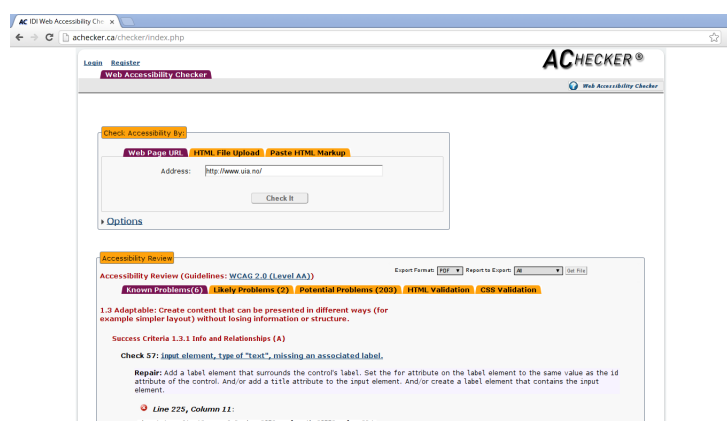 AC IDI Web Accessibility Che
achecker.ca/checker/index.php
ACHECKER®
Login Register
Web Accessibility Checker
Web Accessibility Checker
Check Accessibility By:
Web Page URL HTML File Upload Paste HTML Markup
Address: http://www.uia.no/
Check It
Options
Accessibility Review
Accessibility Review (Guidelines: WCAG 2.0 (Level AA))
Export Format: PDF Report to Export: All Get File
Known Problems(6) Likely Problems (2) Potential Problems (203) HTML Validation CSS Validation
1.3 Adaptable: Create content that can be presented in different ways (for
example simpler layout) without losing information or structure.
Success Criteria 1.3.1 Info and Relationships (A)
Check 57: input element, type of "text", missing an associated label.
Repair: Add a label element that surrounds the control's label. Set the for attribute on the label element to the same value as the id
attribute of the control. And/or add a title attribute to the input element. And/or create a label element that contains the input
element.
Line 225, Column 11: